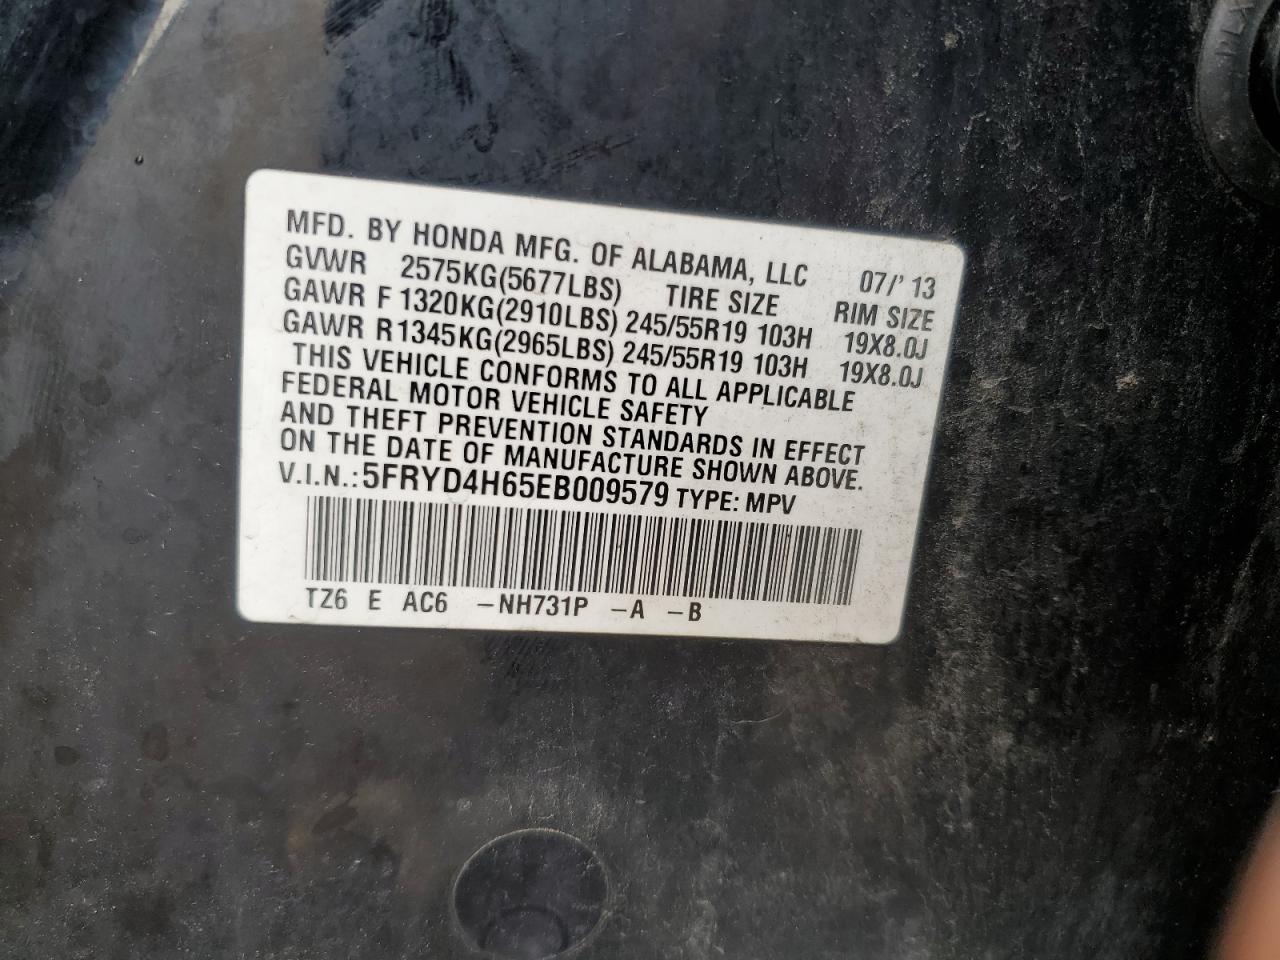 MFD. BY HONDA MFG. OF ALABAMA, LLC 07/'13
GVWR 2575KG(5677LBS) TIRE SIZE RIM SIZE
GAWR F 1320KG(2910LBS) 245/55R19 103H 19X8.0J
GAWR R 1345KG(2965LBS) 245/55R19 103H 19X8.0J
THIS VEHICLE CONFORMS TO ALL APPLICABLE
FEDERAL MOTOR VEHICLE SAFETY
AND THEFT PREVENTION STANDARDS IN EFFECT
ON THE DATE OF MANUFACTURE SHOWN ABOVE.
V.I.N.:5FRYD4H65EB009579 TYPE: MPV
TZ6 E AC6 –NH731P –A –B